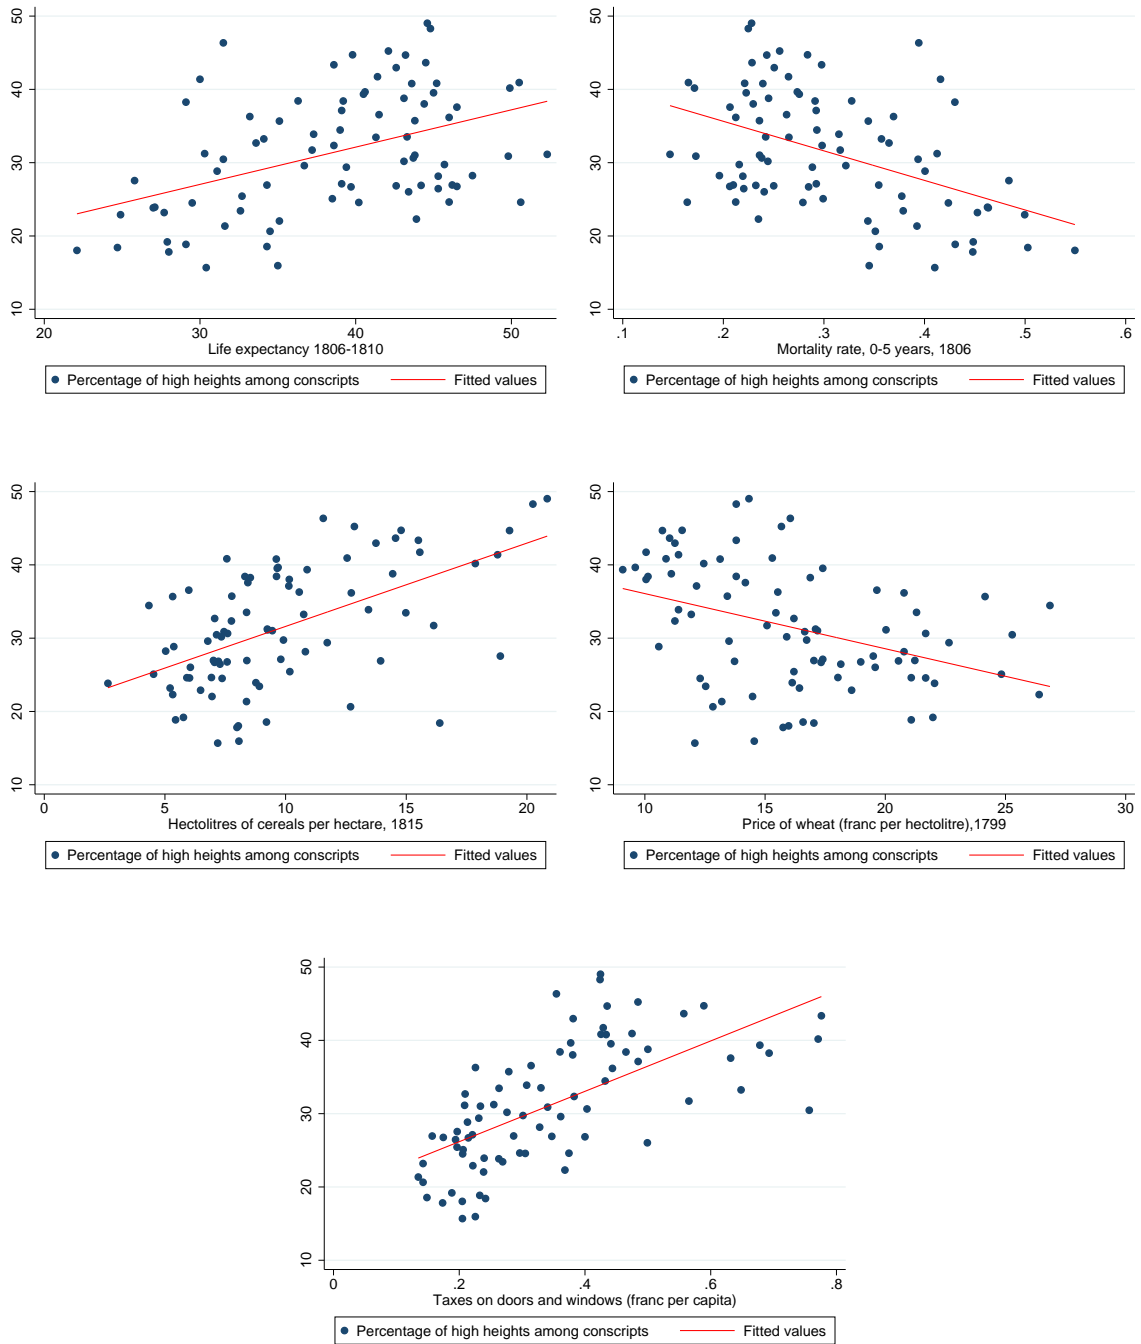 50
40
30
20
10
20 30 40 50
Life expectancy 1806-1810
Percentage of high heights among conscripts Fitted values
50
40
30
20
10
.1 .2 .3 .4 .5 .6
Mortality rate, 0-5 years, 1806
Percentage of high heights among conscripts Fitted values
50
40
30
20
10
0 5 10 15 20
Hectolitres of cereals per hectare, 1815
Percentage of high heights among conscripts Fitted values
50
40
30
20
10
10 15 20 25 30
Price of wheat (franc per hectolitre),1799
Percentage of high heights among conscripts Fitted values
50
40
30
20
10
0 .2 .4 .6 .8
Taxes on doors and windows (franc per capita)
Percentage of high heights among conscripts Fitted values